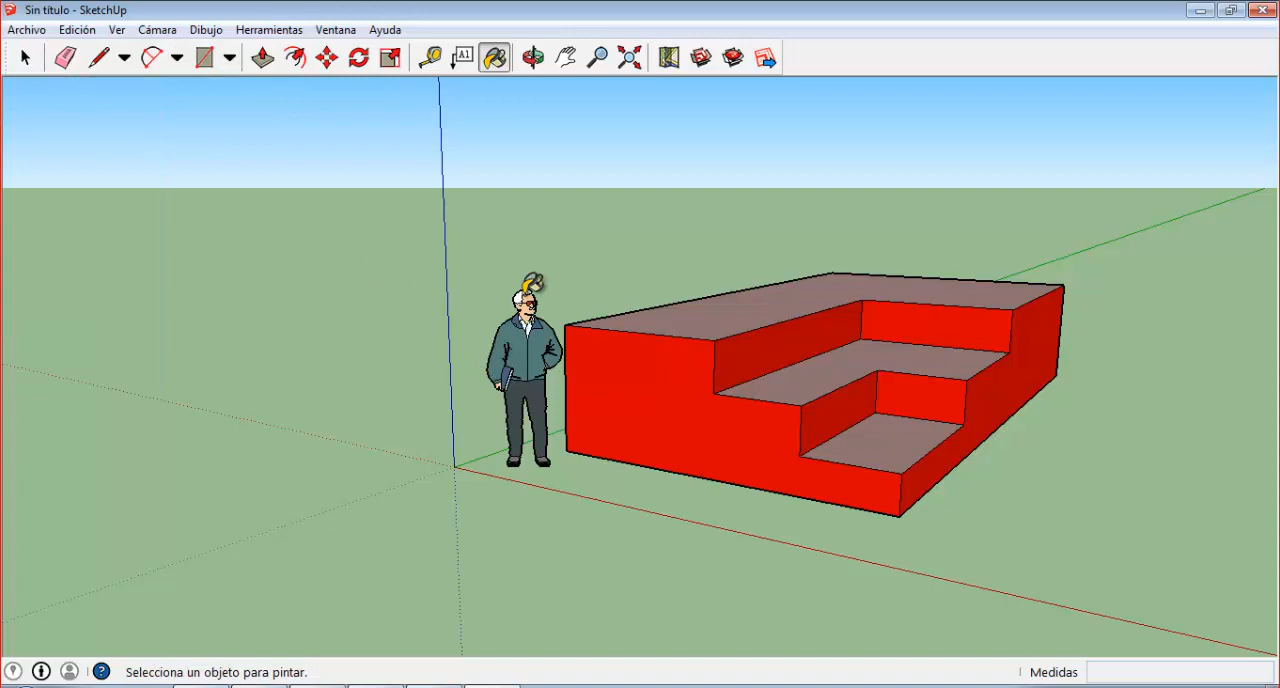 Sin título - SketchUp
Archivo Edición Ver Cámara Dibujo Herramientas Ventana Ayuda
A1
Selecciona un objeto para pintar.
Medidas